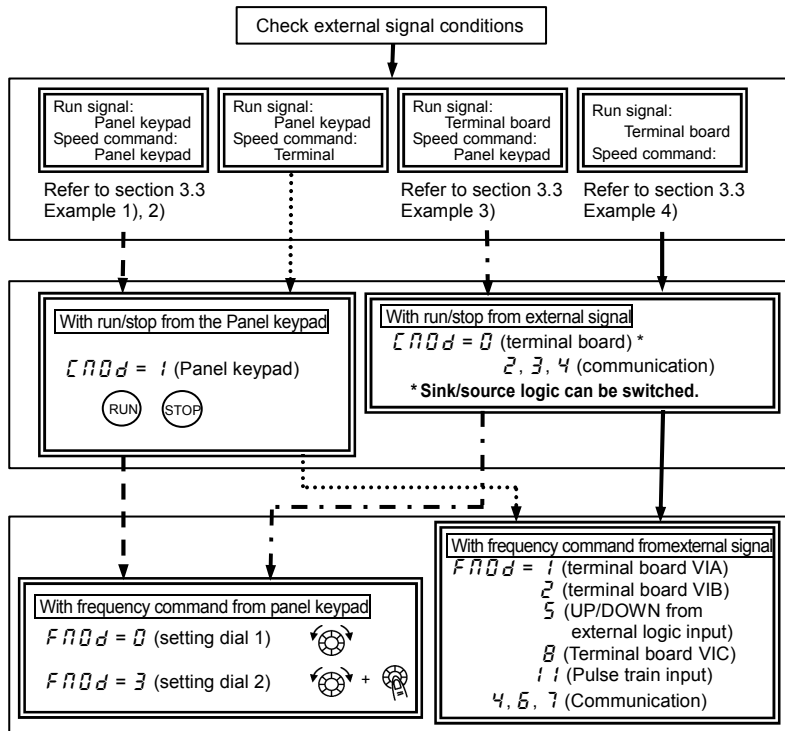 Check external signal conditions
Run signal:
Panel keypad
Speed command:
Panel keypad
Run signal:
Panel keypad
Speed command:
Terminal
Run signal:
Terminal board
Speed command:
Panel keypad
Run signal:
Terminal board
Speed command:
Refer to section 3.3
Example 1), 2)
Refer to section 3.3
Example 3)
Refer to section 3.3
Example 4)
With run/stop from the Panel keypad
CMOd = 1 (Panel keypad)
RUN
STOP
With run/stop from external signal
CMOd = 0 (terminal board) *
2, 3, 4 (communication)
* Sink/source logic can be switched.
With frequency command from panel keypad
FMOd = 0 (setting dial 1)
FMOd = 3 (setting dial 2)
+
With frequency command fromexternal signal
FMOd = 1 (terminal board VIA)
2 (terminal board VIB)
5 (UP/DOWN from
external logic input)
8 (Terminal board VIC)
11 (Pulse train input)
4, 6, 7 (Communication)